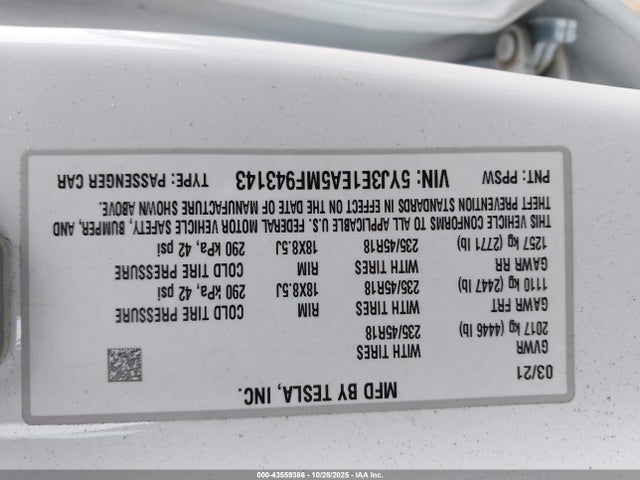 MFD BY TESLA, INC.
03/21
GVWR
2017 kg (4446 lb)
GAWR FRT WITH TIRES RIM COLD TIRE PRESSURE
1110 kg (2447 lb) 235/45R18 18X8.5J 290 kPa, 42 psi
GAWR RR WITH TIRES RIM COLD TIRE PRESSURE
1257 kg (2771 lb) 235/45R18 18X8.5J 290 kPa, 42 psi
THIS VEHICLE CONFORMS TO ALL APPLICABLE U.S. FEDERAL MOTOR VEHICLE SAFETY, BUMPER, AND
THEFT PREVENTION STANDARDS IN EFFECT ON THE DATE OF MANUFACTURE SHOWN ABOVE.
PNT: PPSW VIN: 5YJ3E1EA5MF943143 TYPE: PASSENGER CAR
000-43559386 | 10/28/2025 | IAA Inc.